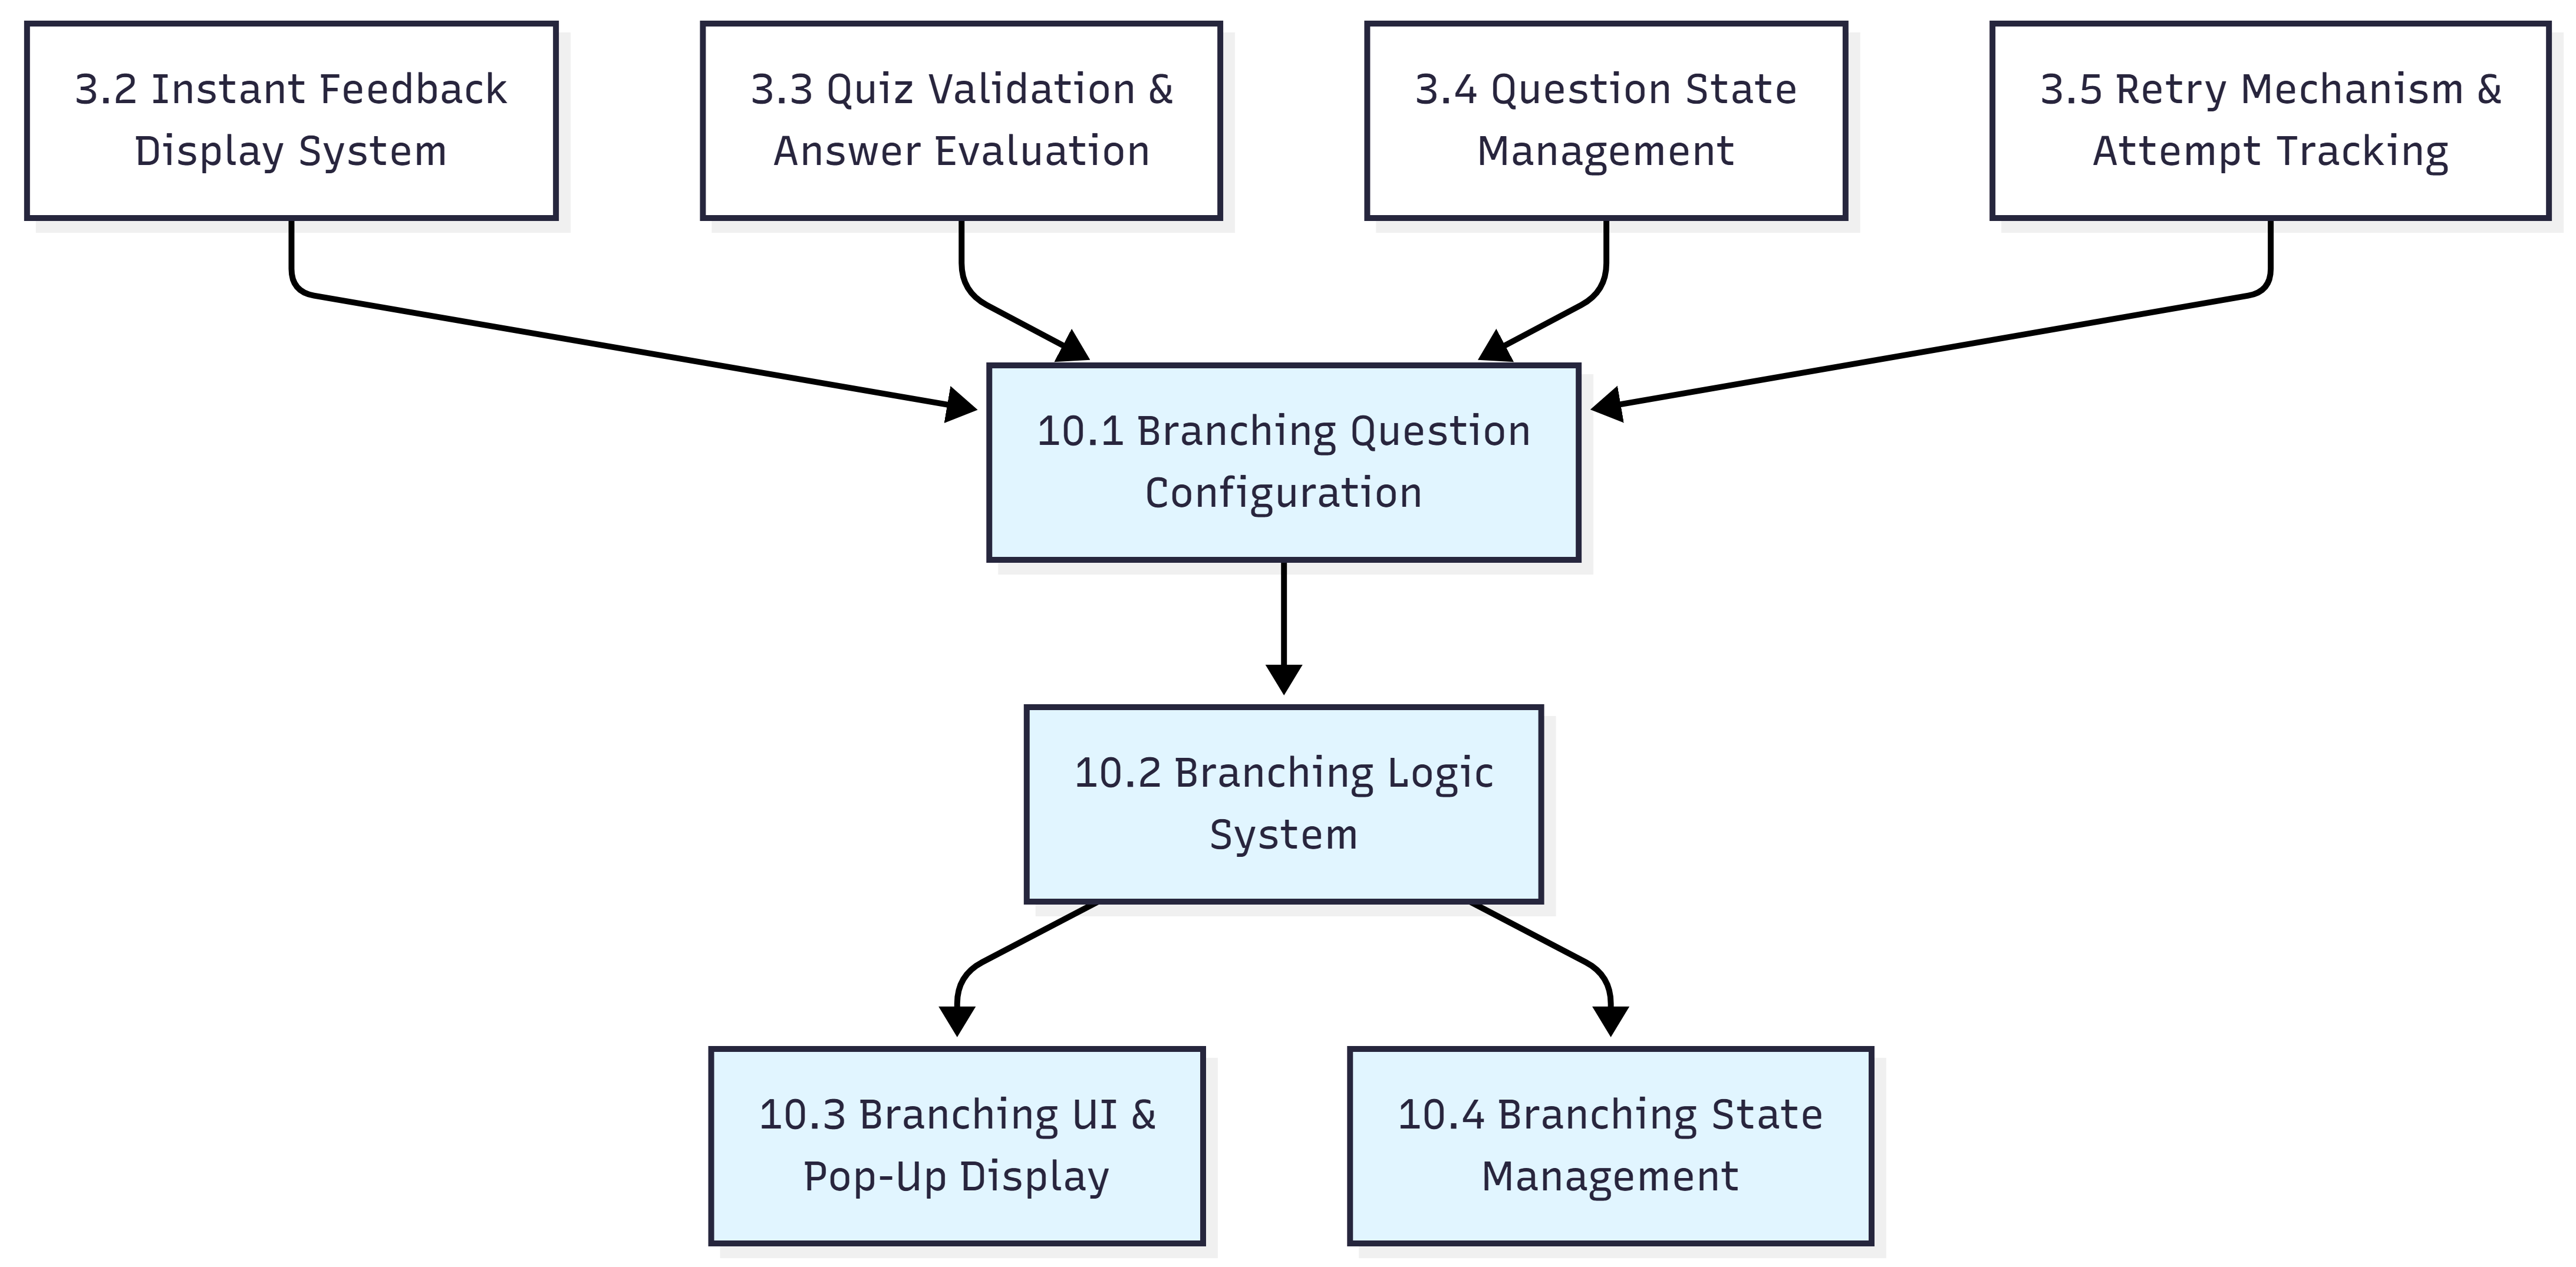 3.2 Instant Feedback
Display System
3.3 Quiz Validation &
Answer Evaluation
3.4 Question State
Management
3.5 Retry Mechanism &
Attempt Tracking
10.1 Branching Question
Configuration
10.2 Branching Logic
System
10.3 Branching UI &
Pop-Up Display
10.4 Branching State
Management